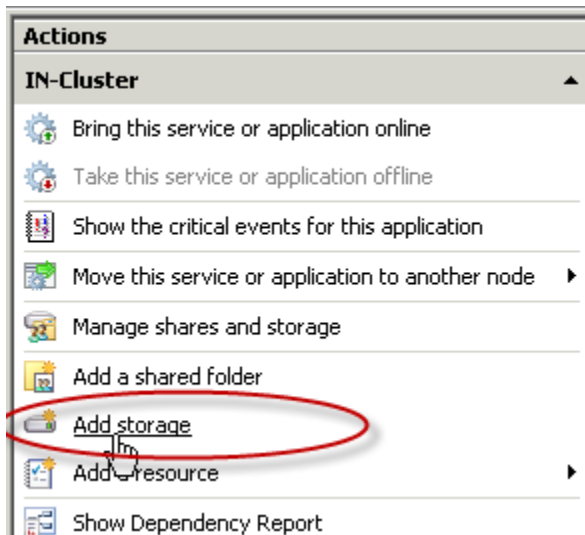 Actions
IN-Cluster
Bring this service or application online
Take this service or application offline
Show the critical events for this application
Move this service or application to another node
Manage shares and storage
Add a shared folder
Add storage
Add a resource
Show Dependency Report